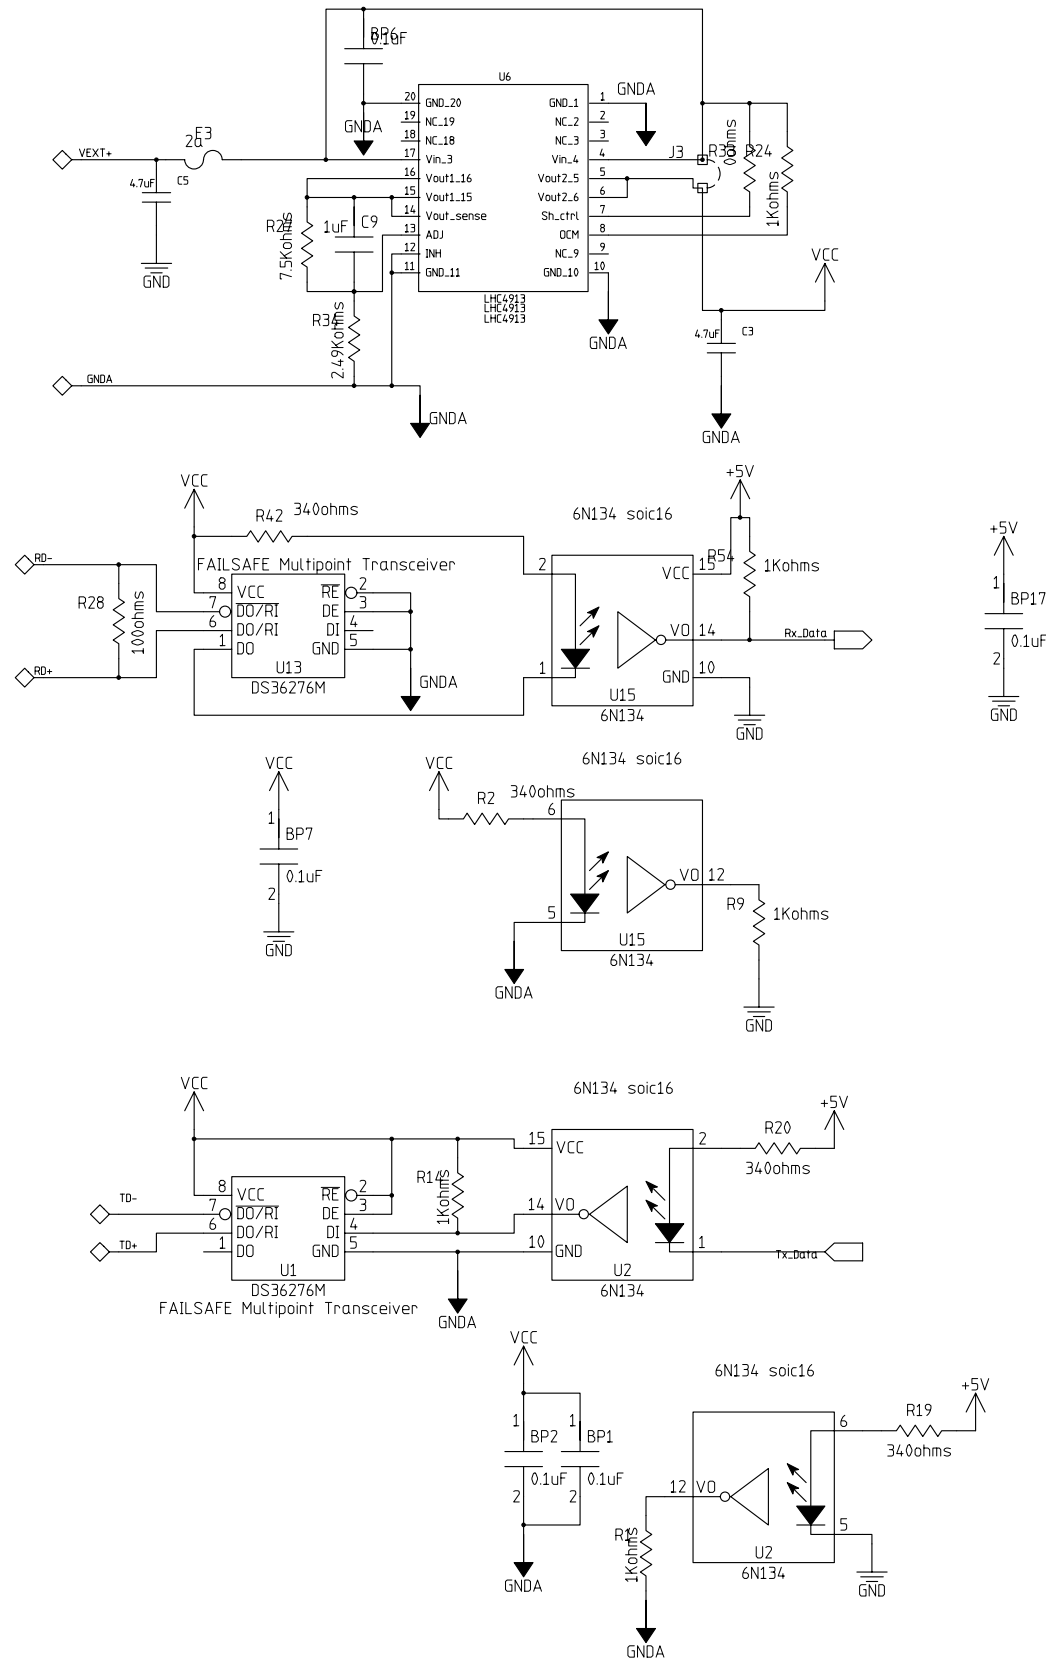 BP6
0.1uF
U6
GNDA
20 GND_20 GND_1 1
19 NC_19 NC_2 2
GNDA
18 NC_18 NC_3 3
F3
2a
VEXT+
17 Vin_3 Vin_4 4
J3
0ohms
R33
R24
1Kohms
4.7uF C5
16 Vout1_16 Vout2_5 5
15 Vout1_15 Vout2_6 6
14 Vout_sense Sh_ctrl 7
13 ADJ OCM 8
12 INH NC_9 9
11 GND_11 GND_10 10
7.5Kohms
1uF C9
GND
VCC
LHC4913
LHC4913
LHC4913
R34
2.49Kohms
GNDA
4.7uF C3
GNDA
GNDA
GNDA
VCC
+5V
R42 340ohms
6N134 soic16
+5V
RD-
FAILSAFE Multipoint Transceiver
R54
1Kohms
2
VCC 15
1
BP17
0.1uF
2
GND
R28
100ohms
8 VCC RE 2
7 DO/RI DE 3
6 DO/RI DI 4
1 DO GND 5
U13
DS36276M
RD+
GNDA
VO 14
Rx_Data
1
GND 10
U15
6N134
GND
6N134 soic16
VCC
VCC
R2
340ohms
6
1
BP7
0.1uF
2
GND
VO 12
R9
1Kohms
5
U15
6N134
GNDA
GND
VCC
6N134 soic16
+5V
R20
340ohms
15 VCC
2
R14
1Kohms
TD-
8 VCC RE 2
7 DO/RI DE 3
6 DO/RI DI 4
1 DO GND 5
TD+
14 VO
10 GND
1
Tx_Data
U1
DS36276M
FAILSAFE Multipoint Transceiver
U2
6N134
GNDA
VCC
6N134 soic16
+5V
R19
340ohms
6
1
BP2
0.1uF
2
1
BP1
0.1uF
2
12 VO
5
R1
1Kohms
U2
6N134
GNDA
GND
GNDA